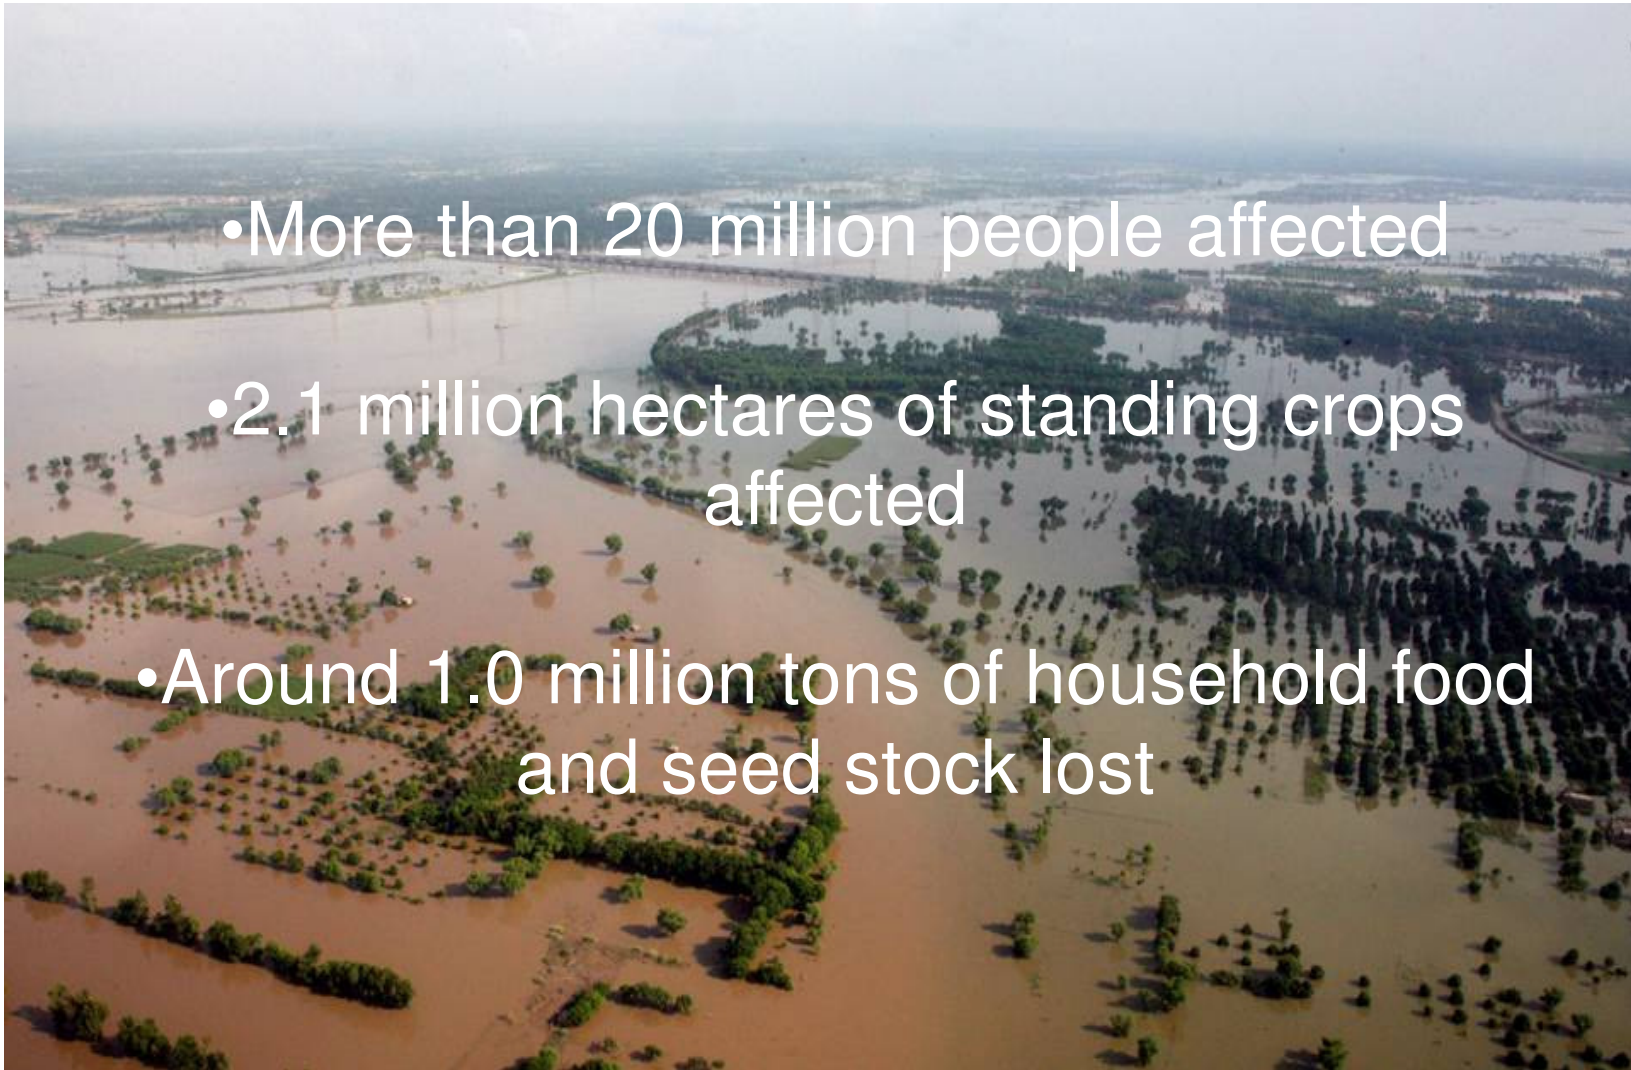 •More than 20 million people affected
•2.1 million hectares of standing crops
affected
•Around 1.0 million tons of household food
and seed stock lost